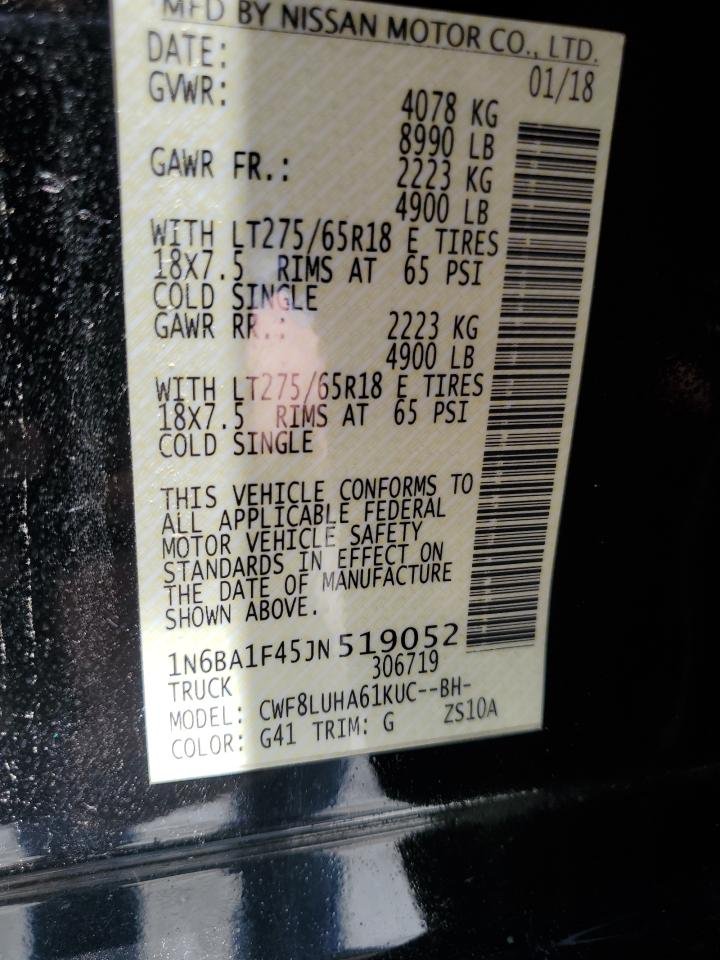 MFD BY NISSAN MOTOR CO., LTD.
DATE: 01/18
GVWR: 4078 KG
8990 LB
GAWR FR.: 2223 KG
4900 LB
WITH LT275/65R18 E TIRES
18X7.5 RIMS AT 65 PSI
COLD SINGLE
GAWR RR.: 2223 KG
4900 LB
WITH LT275/65R18 E TIRES
18X7.5 RIMS AT 65 PSI
COLD SINGLE
THIS VEHICLE CONFORMS TO
ALL APPLICABLE FEDERAL
MOTOR VEHICLE SAFETY
STANDARDS IN EFFECT ON
THE DATE OF MANUFACTURE
SHOWN ABOVE.
1N6BA1F45JN519052
306719
TRUCK
MODEL: CWF8LUHA61KUC--BH-
ZS10A
COLOR: G41 TRIM: G